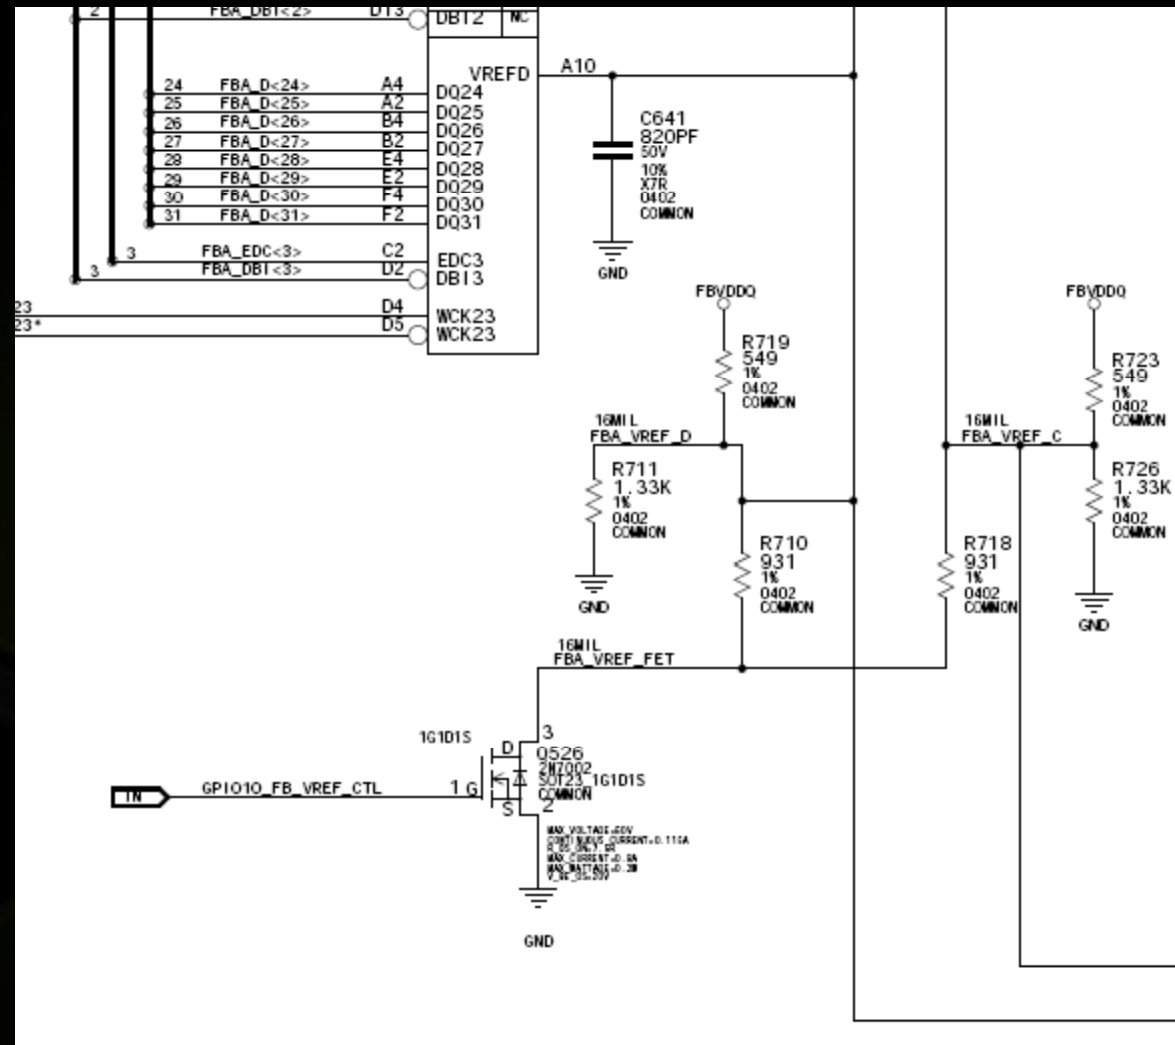 2 FBA_DBI<2> D13 DBI2 NC
VREFD A10
24 FBA_D<24> A4 DQ24
25 FBA_D<25> A2 DQ25
26 FBA_D<26> B4 DQ26
27 FBA_D<27> B2 DQ27
28 FBA_D<28> E4 DQ28
29 FBA_D<29> E2 DQ29
30 FBA_D<30> F4 DQ30
31 FBA_D<31> F2 DQ31
3 FBA_EDC<3> C2 EDC3
3 FBA_DBI<3> D2 DBI3
23 D4 WCK23
23* D5 WCK23
C641
820PF
50V
10%
X7R
0402
COMMON
GND
FBVDDQ
R719
549
1%
0402
COMMON
16MIL
FBA_VREF_D
R711
1.33K
1%
0402
COMMON
GND
R710
931
1%
0402
COMMON
FBVDDQ
R723
549
1%
0402
COMMON
16MIL
FBA_VREF_C
R726
1.33K
1%
0402
COMMON
GND
R718
931
1%
0402
COMMON
16MIL
FBA_VREF_FET
1G1D1S
3
D
Q526
2N7002
SOT23_1G1D1S
COMMON
IN GPIO10_FB_VREF_CTL 1 G
S 2
MAX_VOLTAGE=60V
CONTINUOUS_CURRENT=0.115A
MAX_CURRENT=0.8A
GND